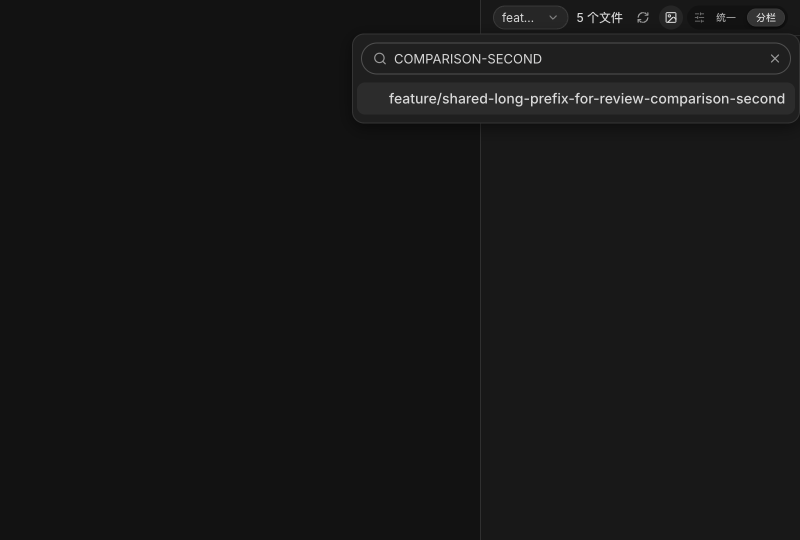 feat... 5 个文件 统一 分栏
COMPARISON-SECOND
feature/shared-long-prefix-for-review-comparison-second